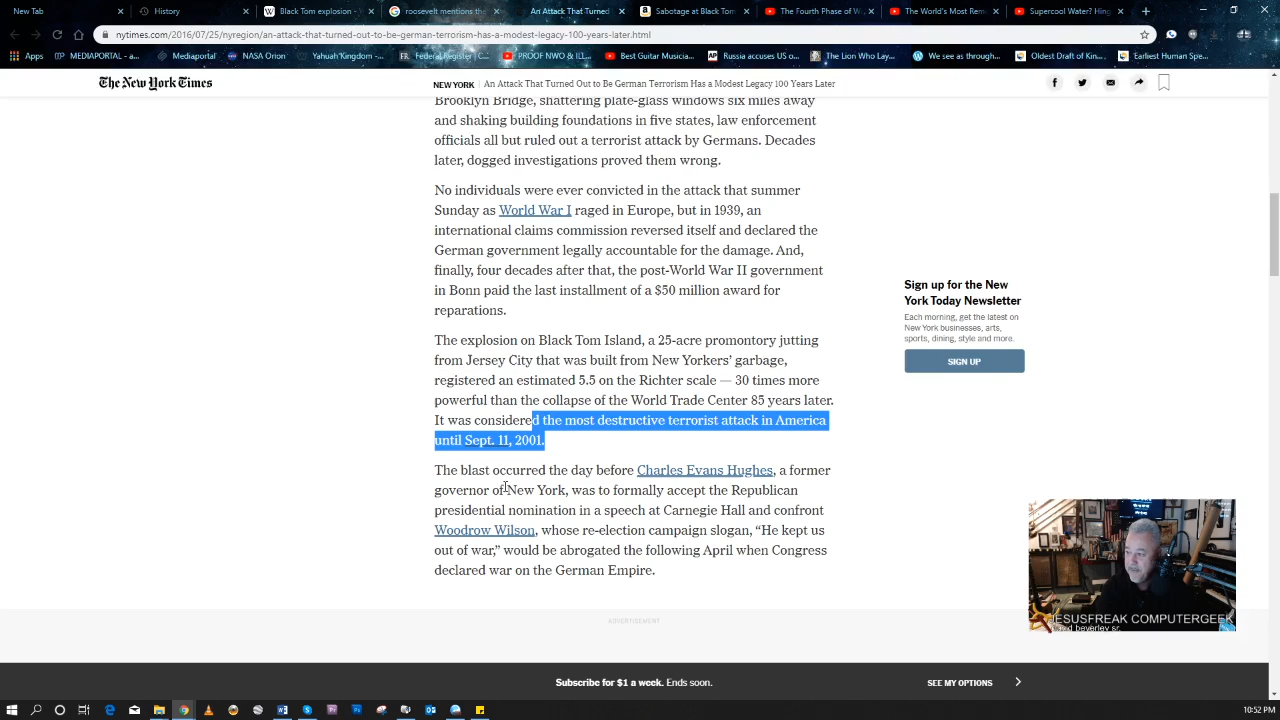 New Tab
History
Black Tom explosion -
roosevelt mentions the
An Attack That Turned
Sabotage at Black Tom
The Fourth Phase of W
The World's Most Rem
Supercool Water? Hing
nytimes.com/2016/07/25/nyregion/an-attack-that-turned-out-to-be-german-terrorism-has-a-modest-legacy-100-years-later.html
Apps
MEDIAPORTAL - a...
Mediaportal
NASA Orion
Yahuah'Kingdom -...
Federal Register | C...
PROOF NWO & ILL...
Best Guitar Musicia...
Russia accuses US o...
The Lion Who Lay...
We see as through...
Oldest Draft of Kin...
'Earliest Human Spe...
The New York Times
NEW YORK | An Attack That Turned Out to Be German Terrorism Has a Modest Legacy 100 Years Later
Brooklyn Bridge, shattering plate-glass windows six miles away
and shaking building foundations in five states, law enforcement
officials all but ruled out a terrorist attack by Germans. Decades
later, dogged investigations proved them wrong.
No individuals were ever convicted in the attack that summer
Sunday as World War I raged in Europe, but in 1939, an
international claims commission reversed itself and declared the
German government legally accountable for the damage. And,
finally, four decades after that, the post-World War II government
in Bonn paid the last installment of a $50 million award for
reparations.
The explosion on Black Tom Island, a 25-acre promontory jutting
from Jersey City that was built from New Yorkers' garbage,
registered an estimated 5.5 on the Richter scale — 30 times more
powerful than the collapse of the World Trade Center 85 years later.
It was considered the most destructive terrorist attack in America
until Sept. 11, 2001.
The blast occurred the day before Charles Evans Hughes, a former
governor of New York, was to formally accept the Republican
presidential nomination in a speech at Carnegie Hall and confront
Woodrow Wilson, whose re-election campaign slogan, “He kept us
out of war,” would be abrogated the following April when Congress
declared war on the German Empire.
Sign up for the New
York Today Newsletter
Each morning, get the latest on
New York businesses, arts,
sports, dining, style and more.
SIGN UP
JESUSFREAK COMPUTERGEEK
beverley sr.
ADVERTISEMENT
Subscribe for $1 a week. Ends soon.
SEE MY OPTIONS
10:52 PM